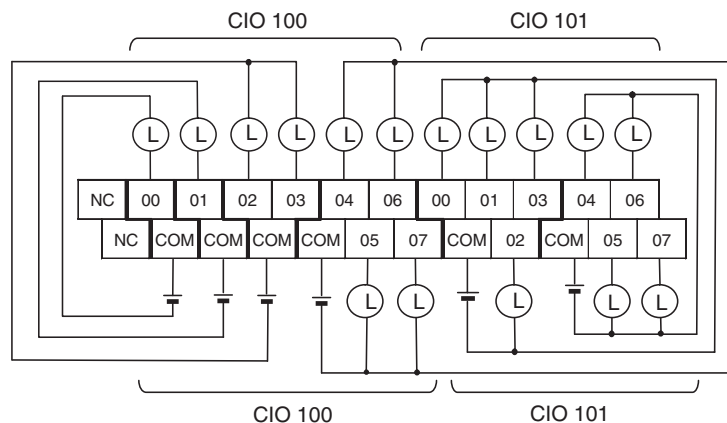 CIO 100 CIO 101
L L L L L L L L L L L
NC 00 01 02 03 04 06 00 01 03 04 06
NC COM COM COM COM 05 07 COM 02 COM 05 07
L L L L L
CIO 100 CIO 101